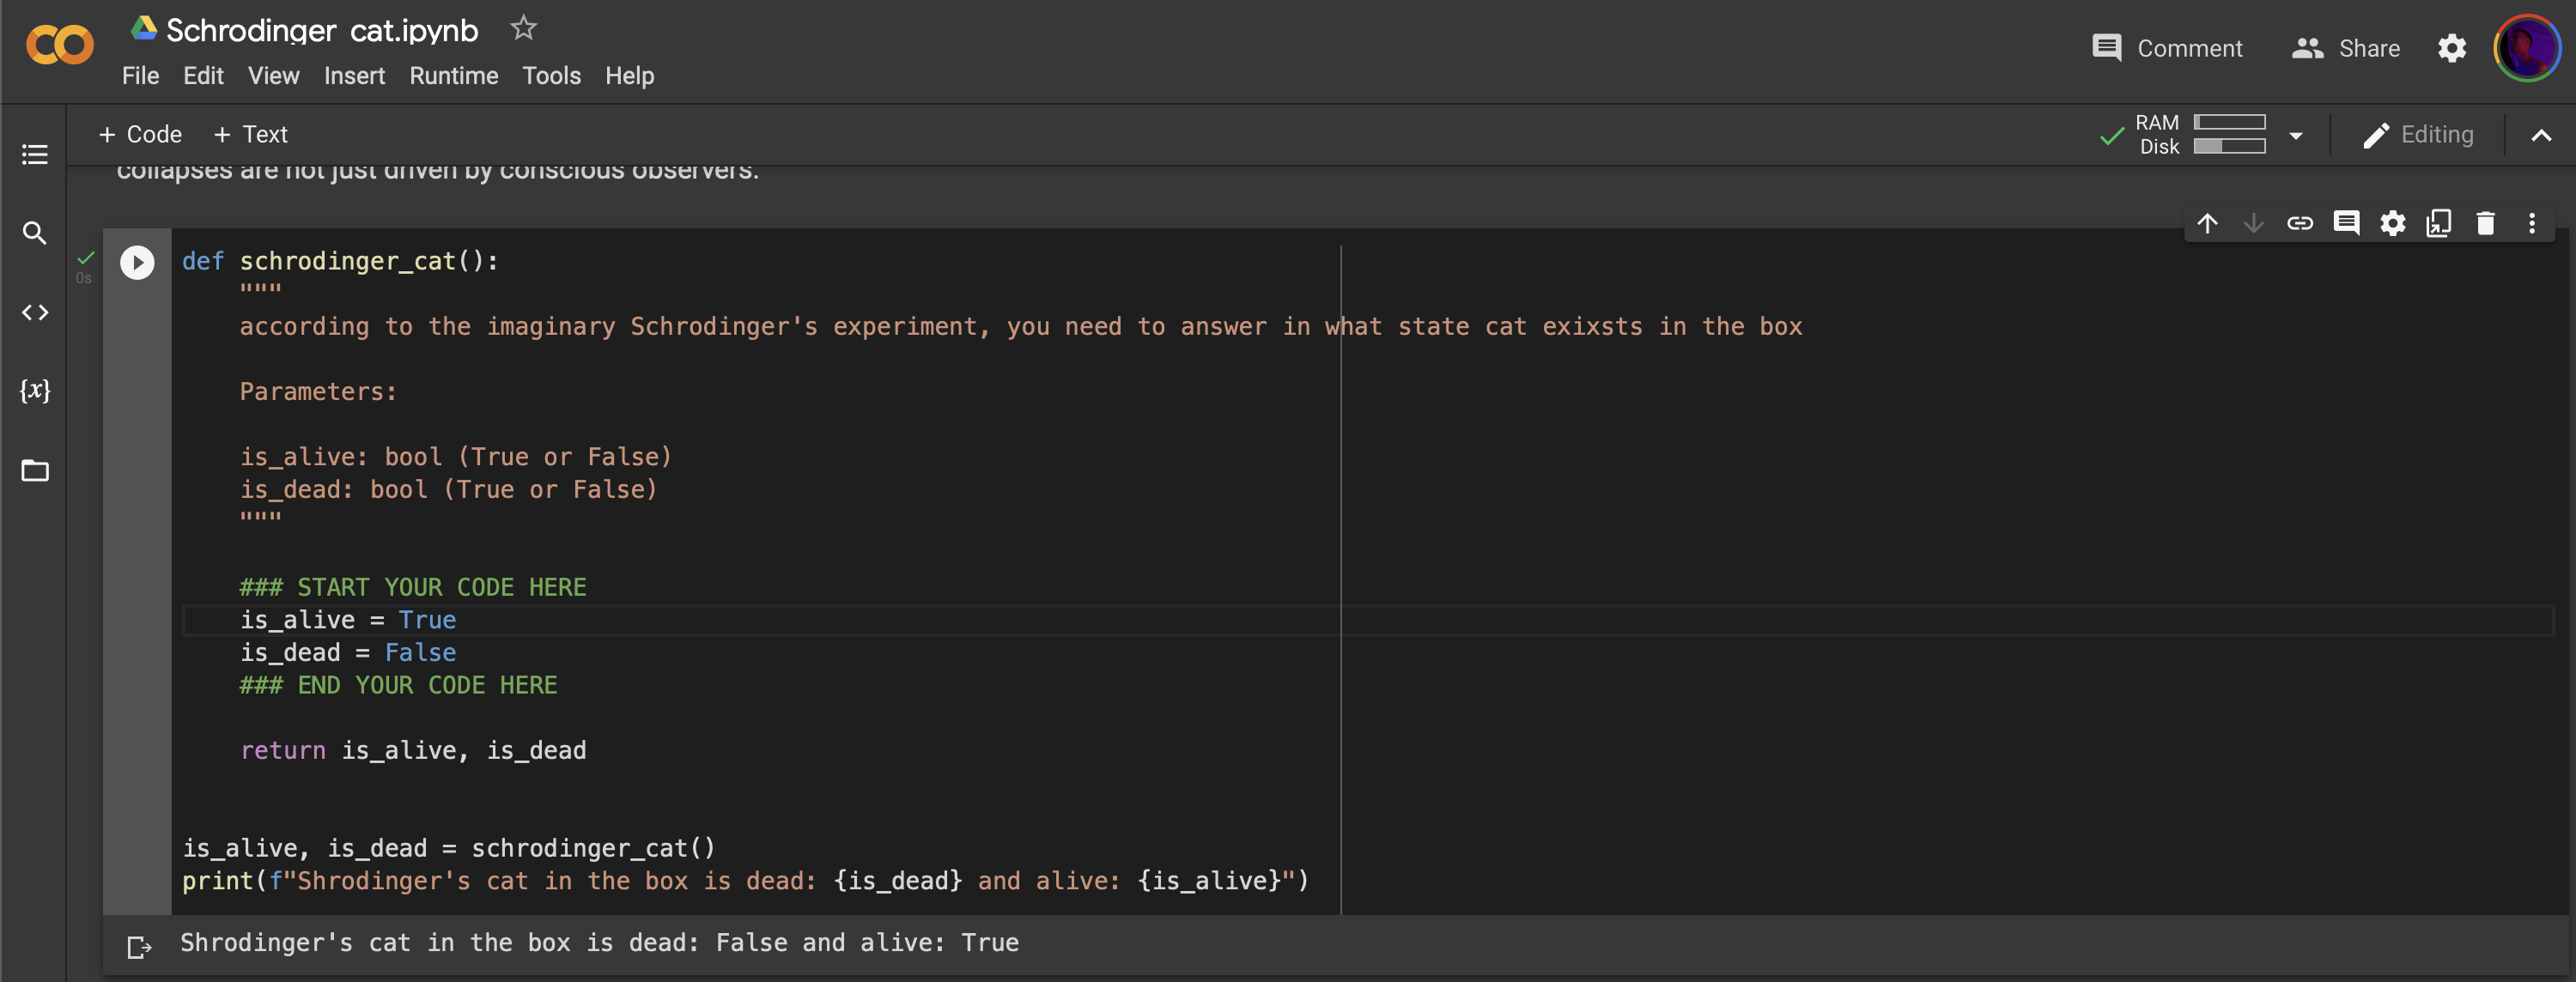 Schrodinger_cat.ipynb
File Edit View Insert Runtime Tools Help
Comment
Share
+ Code + Text
RAM
Disk
Editing
collapses are not just driven by conscious observers.
0s
def schrodinger_cat():
"""
according to the imaginary Schrodinger's experiment, you need to answer in what state cat exixsts in the box
Parameters:
is_alive: bool (True or False)
is_dead: bool (True or False)
"""
### START YOUR CODE HERE
is_alive = True
is_dead = False
### END YOUR CODE HERE
return is_alive, is_dead
is_alive, is_dead = schrodinger_cat()
print(f"Shrodinger's cat in the box is dead: {is_dead} and alive: {is_alive}")
Shrodinger's cat in the box is dead: False and alive: True